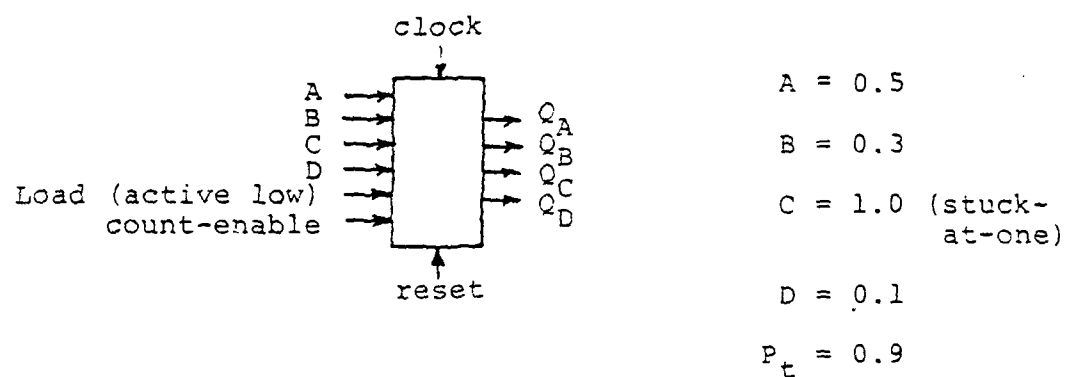 clock
A
B
C
D
Load (active low)
count-enable
Q_A
Q_B
Q_C
Q_D
reset
A = 0.5
B = 0.3
C = 1.0 (stuck-
at-one)
D = 0.1
P_t = 0.9